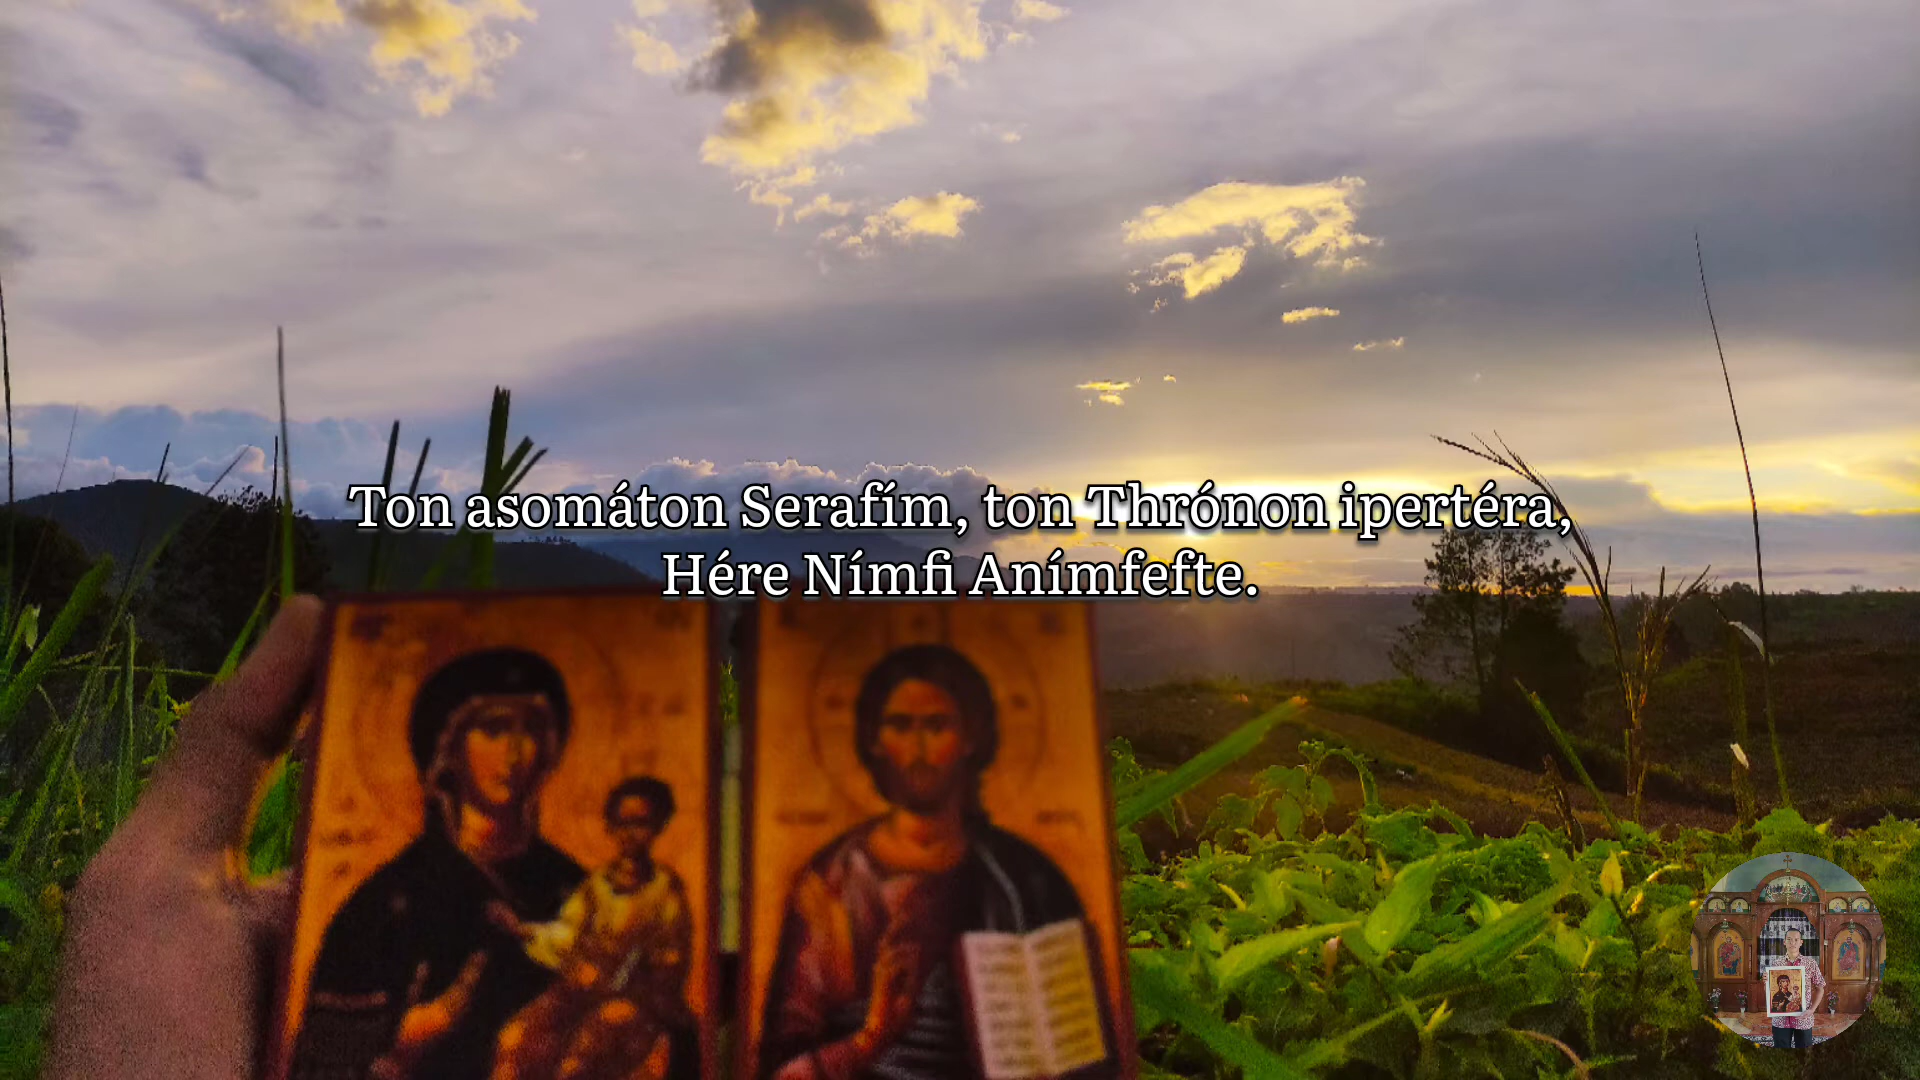 Ton asomáton Serafím, ton Thrónon ipertéra,
Hére Nímfi Anímfefte.